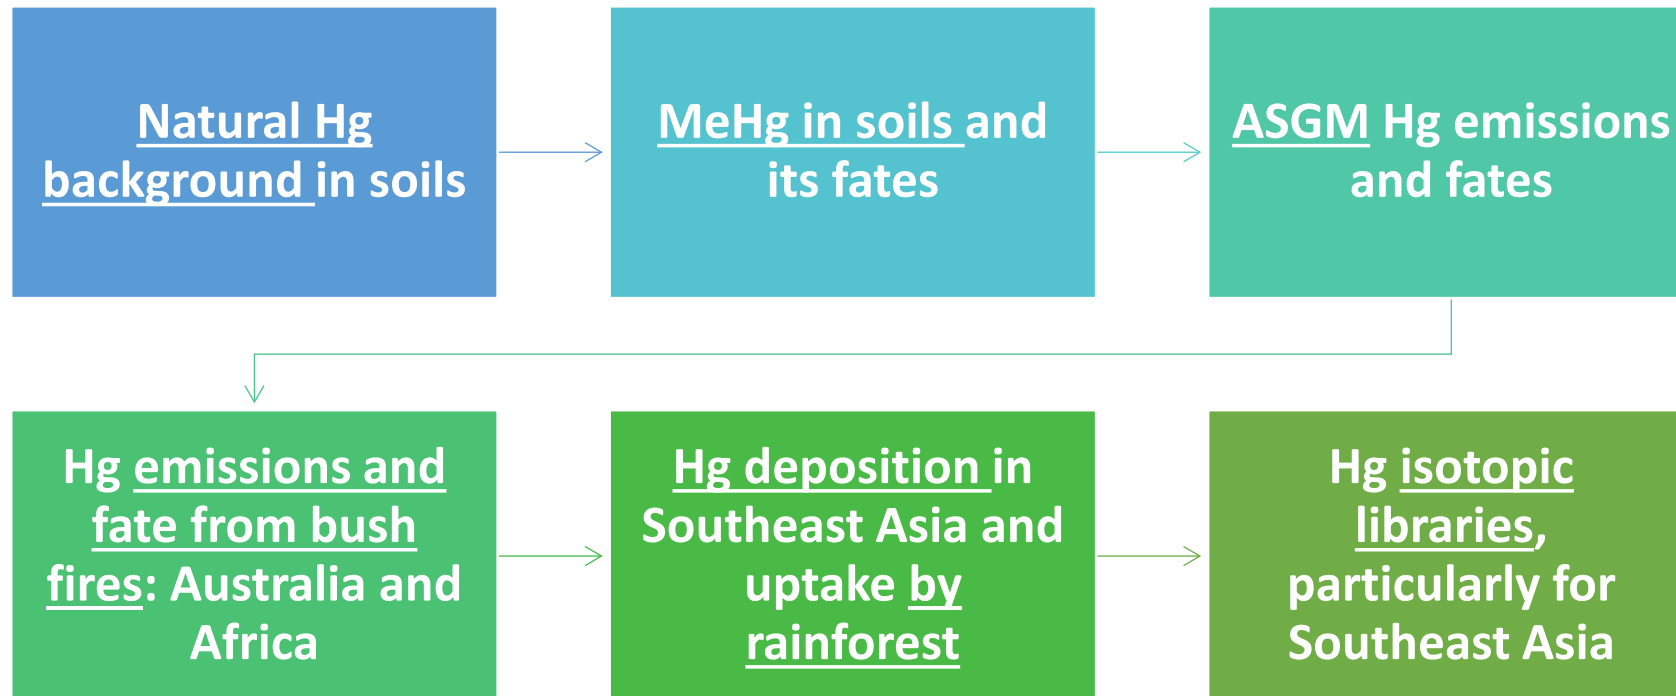 Natural Hg
background in soils
MeHg in soils and
its fates
ASGM Hg emissions
and fates
Hg emissions and
fate from bush
fires: Australia and
Africa
Hg deposition in
Southeast Asia and
uptake by
rainforest
Hg isotopic
libraries,
particularly for
Southeast Asia